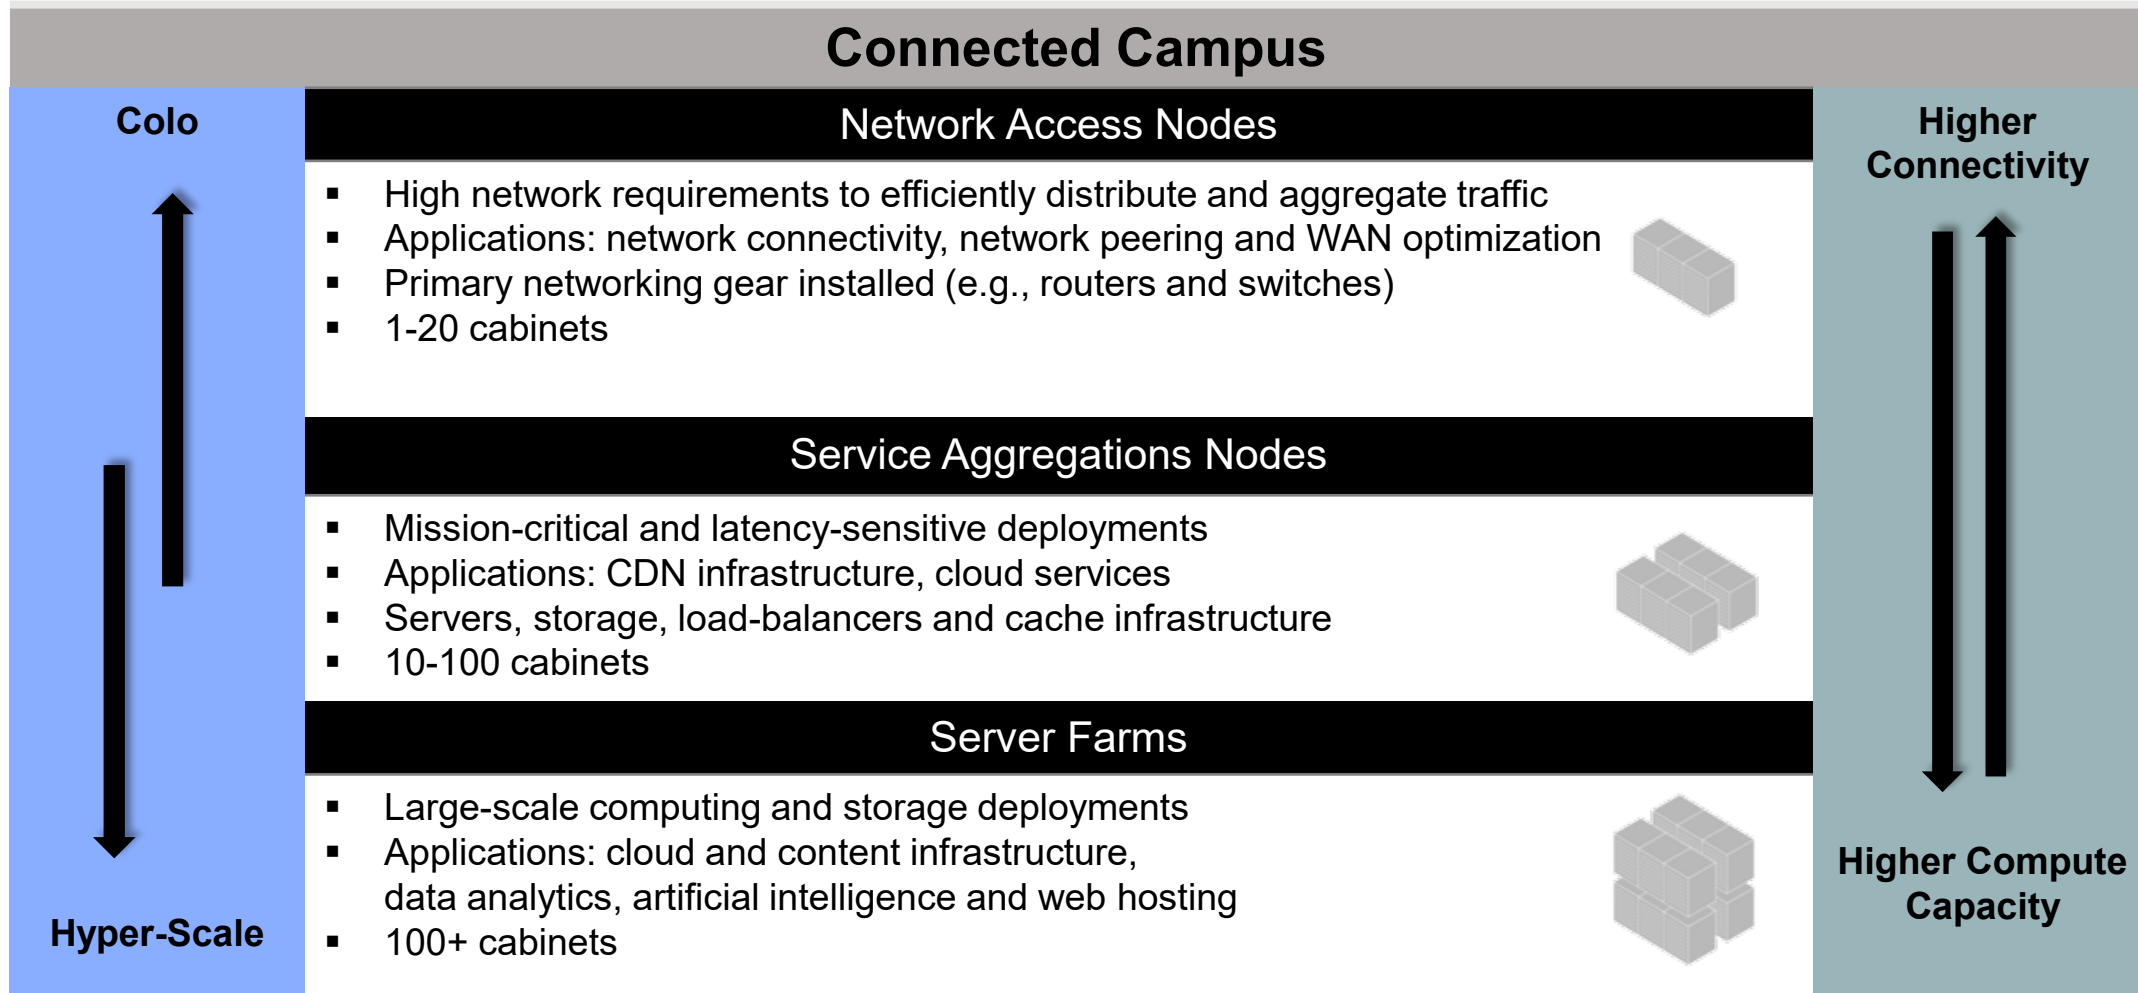 Connected Campus
Colo
Hyper-Scale
Network Access Nodes
▪ High network requirements to efficiently distribute and aggregate traffic
▪ Applications: network connectivity, network peering and WAN optimization
▪ Primary networking gear installed (e.g., routers and switches)
▪ 1-20 cabinets
Service Aggregations Nodes
▪ Mission-critical and latency-sensitive deployments
▪ Applications: CDN infrastructure, cloud services
▪ Servers, storage, load-balancers and cache infrastructure
▪ 10-100 cabinets
Server Farms
▪ Large-scale computing and storage deployments
▪ Applications: cloud and content infrastructure,
data analytics, artificial intelligence and web hosting
▪ 100+ cabinets
Higher
Connectivity
Higher Compute
Capacity